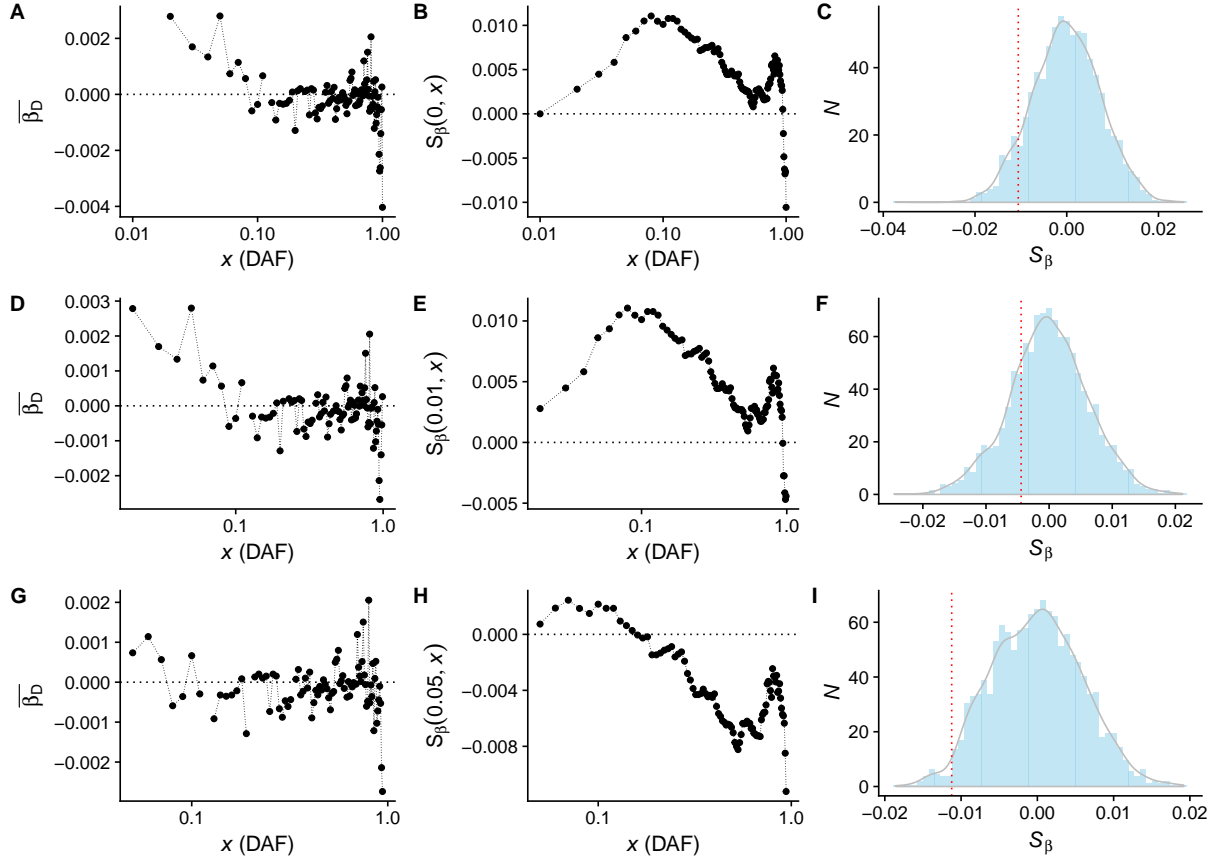 A
0.002
0.000
−0.002
−0.004
0.01
0.10
1.00
x (DAF)
β̅D
B
0.010
0.005
0.000
−0.005
−0.010
0.01
0.10
1.00
x (DAF)
Sβ(0, x)
C
40
20
0
−0.04
−0.02
0.00
0.02
Sβ
N
D
0.003
0.002
0.001
0.000
−0.001
−0.002
0.1
1.0
x (DAF)
β̅D
E
0.010
0.005
0.000
−0.005
0.1
1.0
x (DAF)
Sβ(0.01, x)
F
60
40
20
0
−0.02
−0.01
0.00
0.01
0.02
Sβ
N
G
0.002
0.001
0.000
−0.001
−0.002
0.1
1.0
x (DAF)
β̅D
H
0.000
−0.004
−0.008
0.1
1.0
x (DAF)
Sβ(0.05, x)
I
60
40
20
0
−0.02
−0.01
0.00
0.01
0.02
Sβ
N